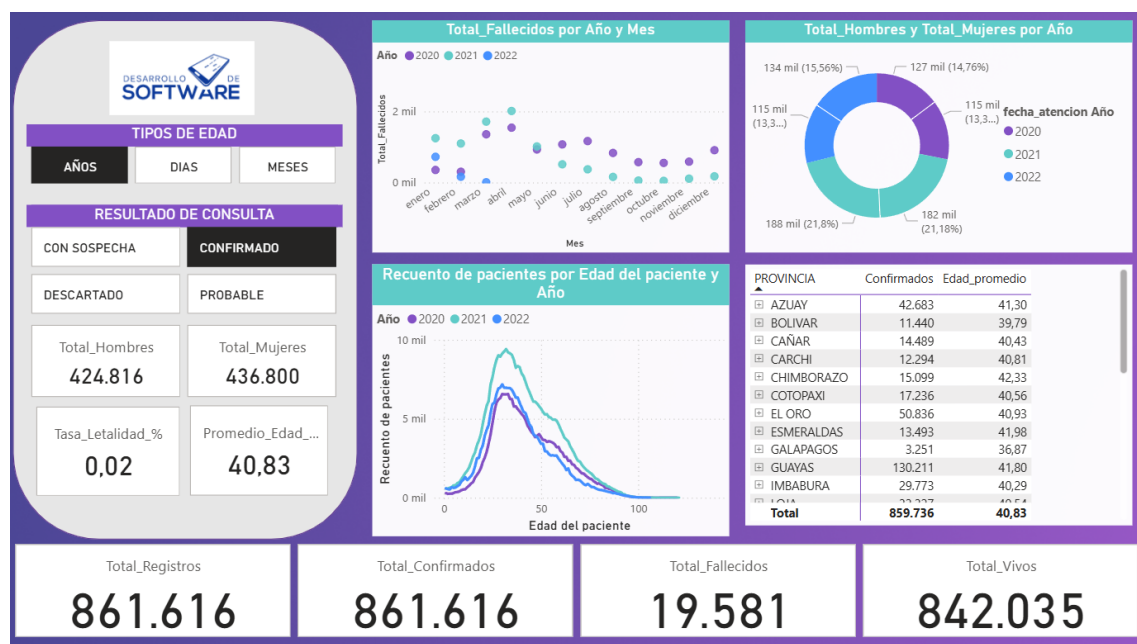 DESARROLLO DE
SOFTWARE
TIPOS DE EDAD
AÑOS
DIAS
MESES
RESULTADO DE CONSULTA
CON SOSPECHA
CONFIRMADO
DESCARTADO
PROBABLE
Total_Hombres
424.816
Total_Mujeres
436.800
Tasa_Letalidad_%
0,02
Promedio_Edad_...
40,83
Total_Fallecidos por Año y Mes
Año 2020 2021 2022
Total_Fallecidos
2 mil
0 mil
enero
febrero
marzo
abril
mayo
junio
julio
agosto
septiembre
octubre
noviembre
diciembre
Mes
Total_Hombres y Total_Mujeres por Año
134 mil (15,56%)
127 mil (14,76%)
115 mil
(13,3...)
115 mil
(13,3...)
188 mil (21,8%)
182 mil
(21,18%)
fecha_atencion Año
2020
2021
2022
Recuento de pacientes por Edad del paciente y
Año
Año 2020 2021 2022
Recuento de pacientes
10 mil
5 mil
0 mil
0
50
100
Edad del paciente
PROVINCIA Confirmados Edad_promedio
AZUAY 42.683 41,30
BOLIVAR 11.440 39,79
CAÑAR 14.489 40,43
CARCHI 12.294 40,81
CHIMBORAZO 15.099 42,33
COTOPAXI 17.236 40,56
EL ORO 50.836 40,93
ESMERALDAS 13.493 41,98
GALAPAGOS 3.251 36,87
GUAYAS 130.211 41,80
IMBABURA 29.773 40,29
Total 859.736 40,83
Total_Registros
861.616
Total_Confirmados
861.616
Total_Fallecidos
19.581
Total_Vivos
842.035